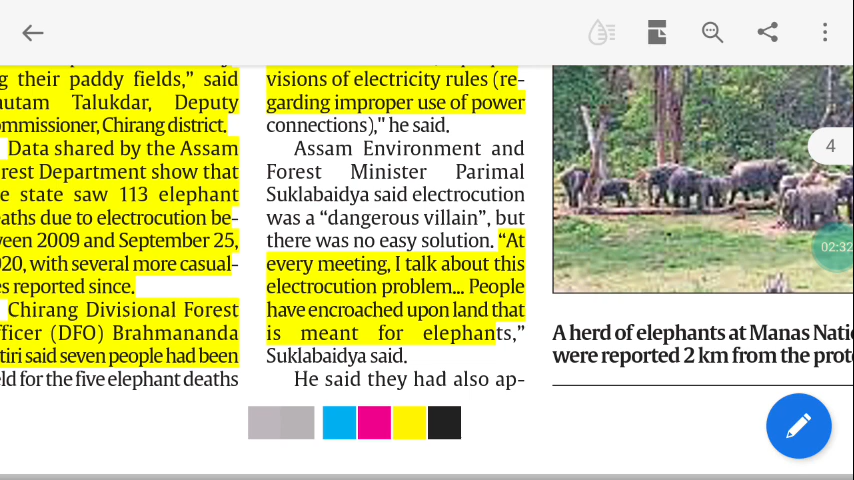 g their paddy fields,” said
autam Talukdar, Deputy
ommissioner, Chirang district.
Data shared by the Assam
rest Department show that
e state saw 113 elephant
eaths due to electrocution be-
ween 2009 and September 25,
020, with several more casual-
es reported since.
Chirang Divisional Forest
fficer (DFO) Brahmananda
tiri said seven people had been
eld for the five elephant deaths
visions of electricity rules (re-
garding improper use of power
connections)," he said.
Assam Environment and
Forest Minister Parimal
Suklabaidya said electrocution
was a “dangerous villain”, but
there was no easy solution. “At
every meeting, I talk about this
electrocution problem... People
have encroached upon land that
is meant for elephants,”
Suklabaidya said.
He said they had also ap-
4
02:32
A herd of elephants at Manas Natio
were reported 2 km from the prote